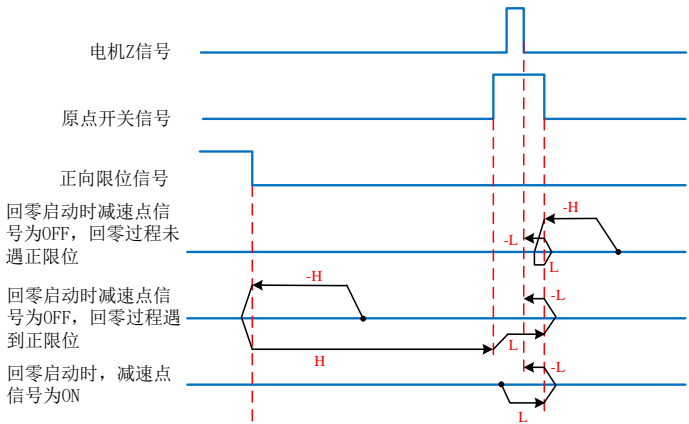 电机Z信号
原点开关信号
正向限位信号
回零启动时减速点信
号为OFF，回零过程未
遇正限位
-H
-L
L
回零启动时减速点信
号为OFF，回零过程遇
到正限位
-H
-L
L
H
回零启动时，减速点
信号为ON
-L
L